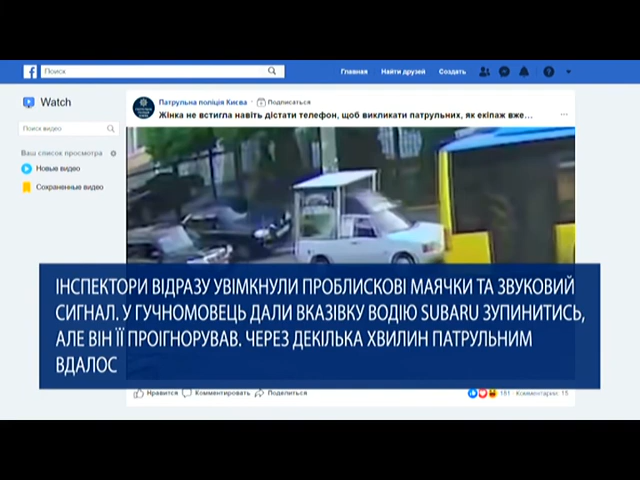 f
Поиск
Главная Найти друзей Создать
Watch
Поиск видео
Ваш список просмотра
Новые видео
Сохраненные видео
Патрульна поліція Києва · Подписаться
Жінка не встигла навіть дістати телефон, щоб викликати патрульних, як екіпаж вже...
ІНСПЕКТОРИ ВІДРАЗУ УВІМКНУЛИ ПРОБЛИСКОВІ МАЯЧКИ ТА ЗВУКОВИЙ
СИГНАЛ. У ГУЧНОМОВЕЦЬ ДАЛИ ВКАЗІВКУ ВОДІЮ SUBARU ЗУПИНИТИСЬ,
АЛЕ ВІН ЇЇ ПРОІГНОРУВАВ. ЧЕРЕЗ ДЕКІЛЬКА ХВИЛИН ПАТРУЛЬНИМ
ВДАЛОС
Нравится Комментировать Поделиться 181 · Комментарии: 15